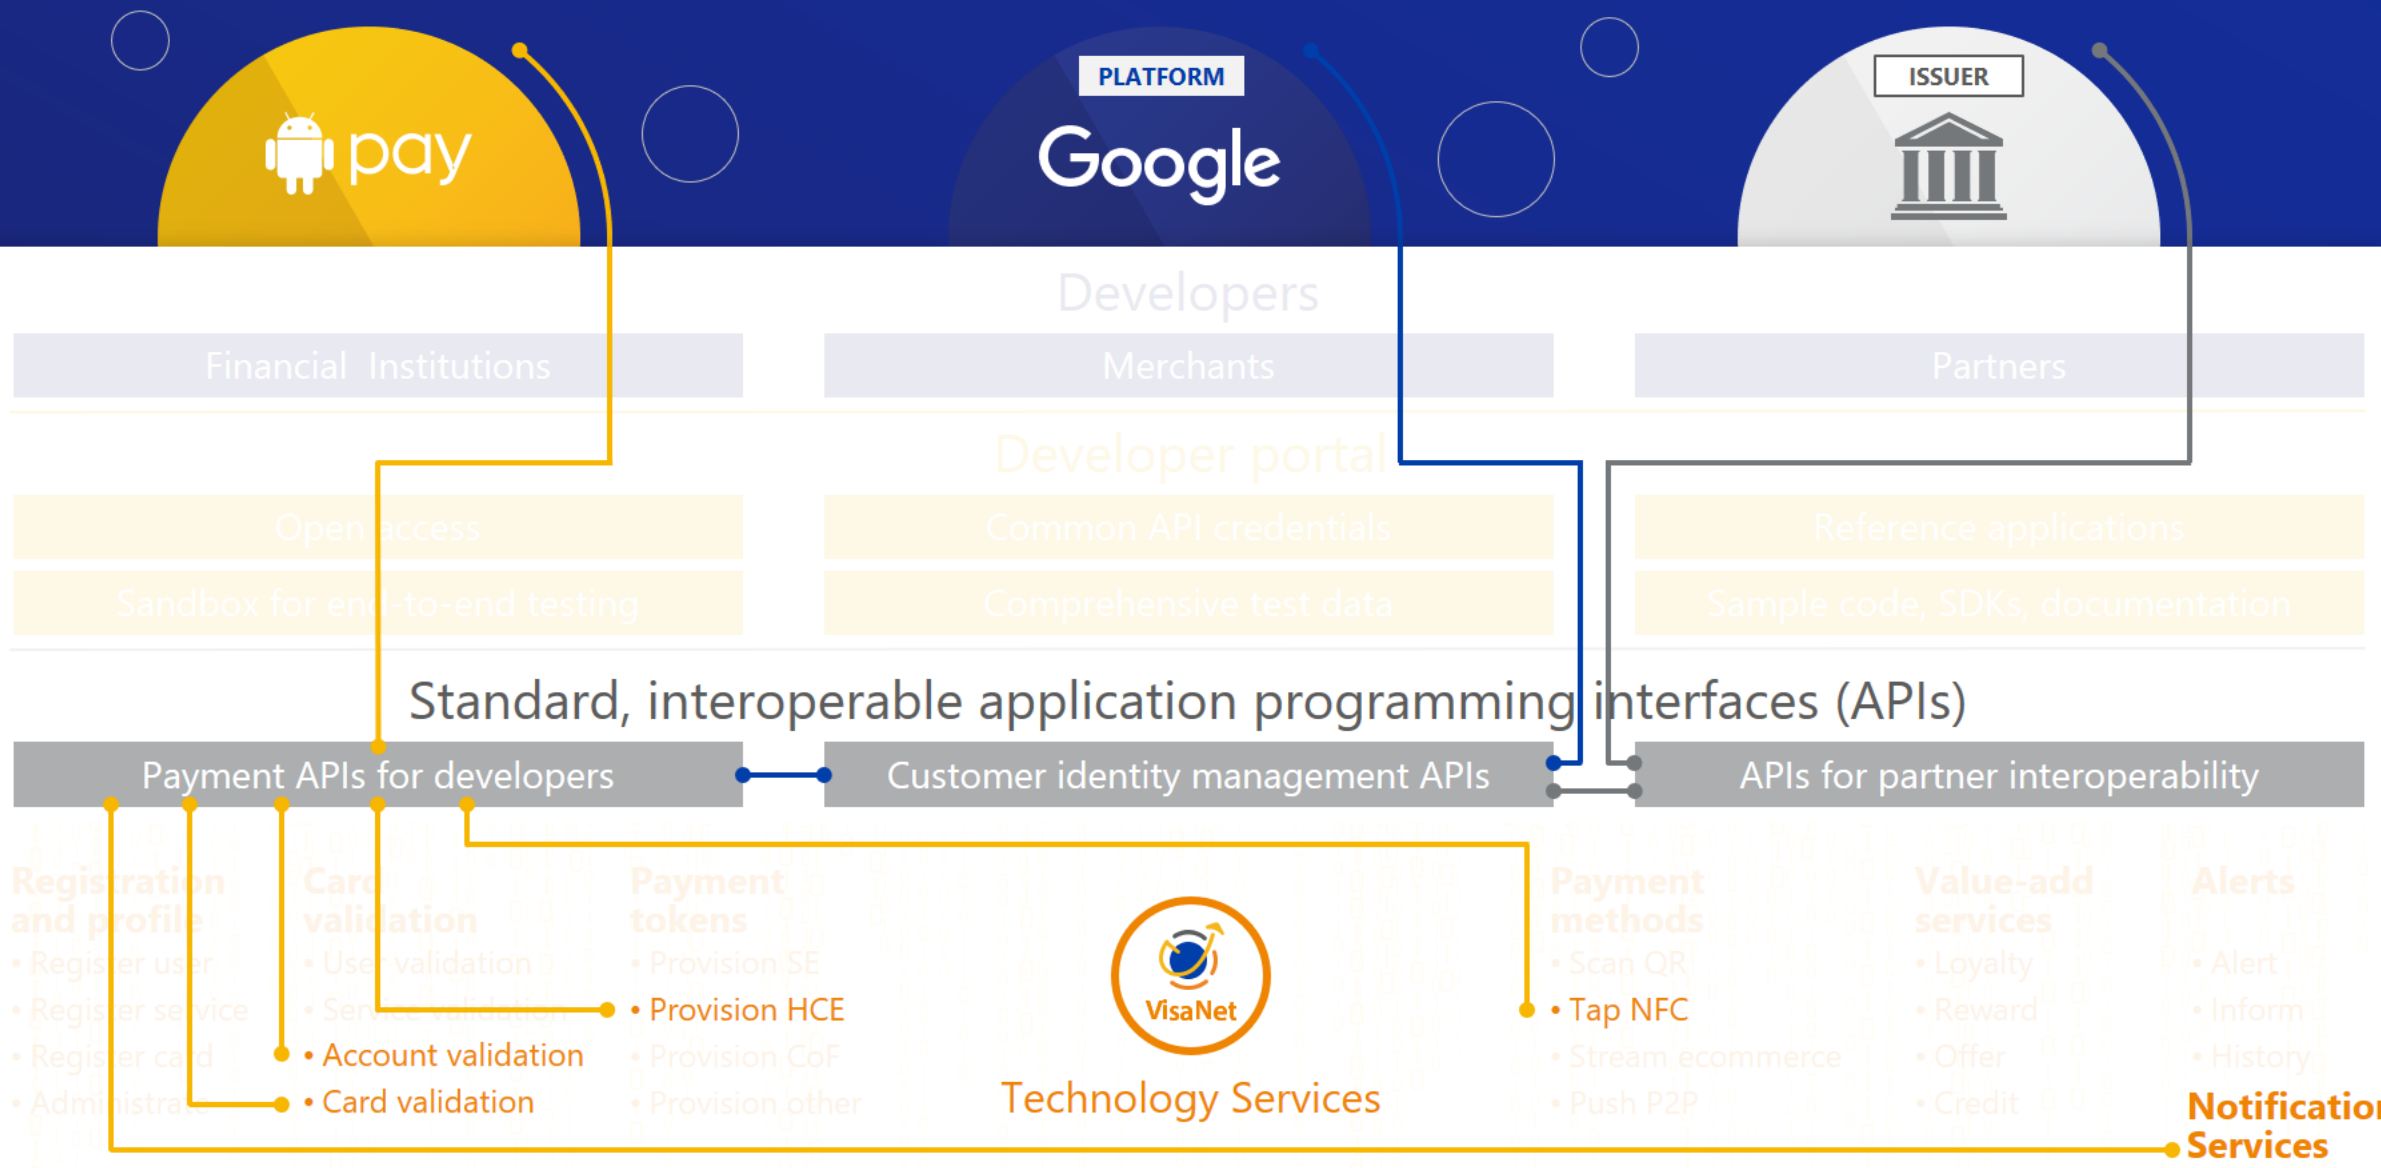 pay
PLATFORM
Google
ISSUER
Developers
Financial Institutions
Merchants
Partners
Developer portal
Open access
Common API credentials
Reference applications
Sandbox for end-to-end testing
Comprehensive test data
Sample code, SDKs, documentation
Standard, interoperable application programming interfaces (APIs)
Payment APIs for developers
Customer identity management APIs
APIs for partner interoperability
Registration
and profile
• Register user
• Register service
• Register card
• Administrate
Card
validation
• User validation
• Service validation
• Account validation
• Card validation
Payment
tokens
• Provision SE
• Provision HCE
• Provision CoF
• Provision other
VisaNet
Technology Services
Payment
methods
• Scan QR
• Tap NFC
• Stream ecommerce
• Push P2P
Value-add
services
• Loyalty
• Reward
• Offer
• Credit
Alerts
• Alert
• Inform
• History
Notification
Services